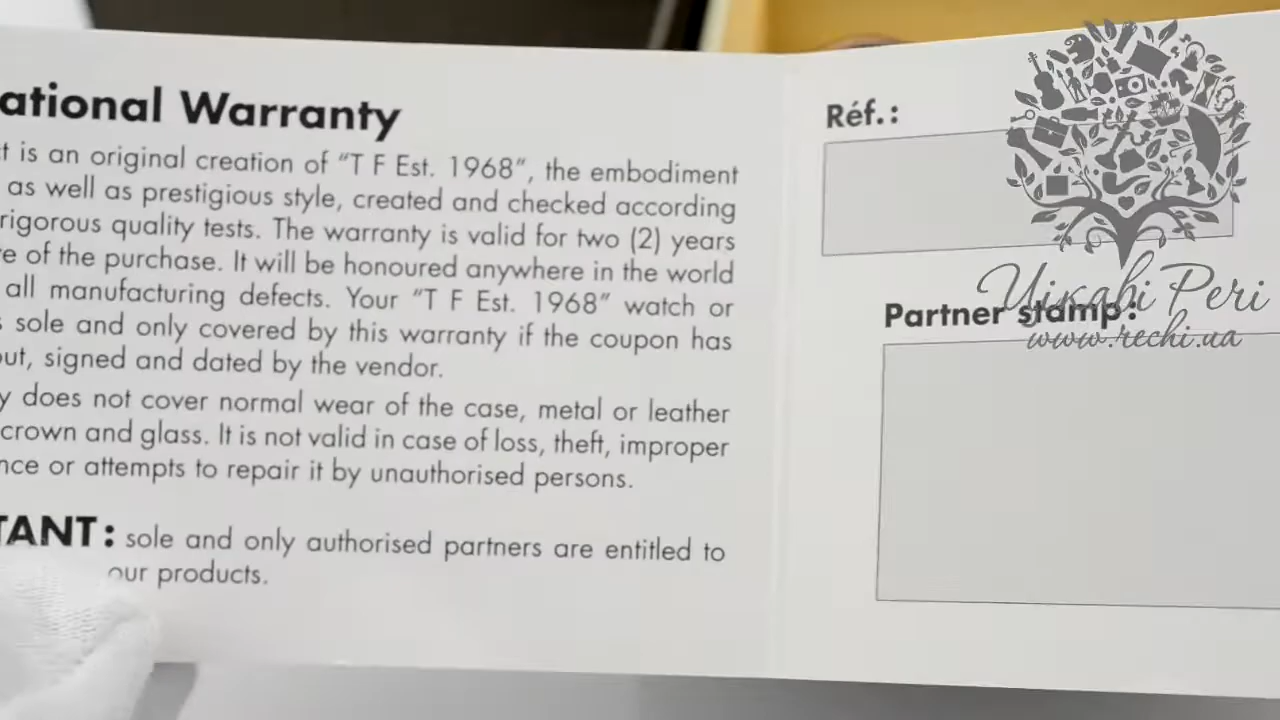 ational Warranty
t is an original creation of “T F Est. 1968”, the embodiment
as well as prestigious style, created and checked according
rigorous quality tests. The warranty is valid for two (2) years
e of the purchase. It will be honoured anywhere in the world
all manufacturing defects. Your “T F Est. 1968” watch or
s sole and only covered by this warranty if the coupon has
out, signed and dated by the vendor.
y does not cover normal wear of the case, metal or leather
crown and glass. It is not valid in case of loss, theft, improper
nce or attempts to repair it by unauthorised persons.
TANT: sole and only authorised partners are entitled to
our products.
Réf.:
Partner stamp:
Цікаві Речі
www.rechi.ua